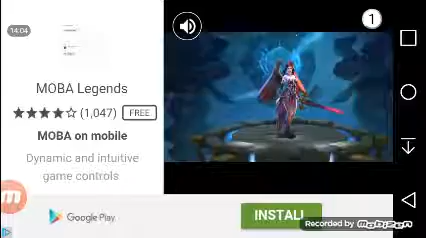 14:04
1
MOBA Legends
(1,047) FREE
MOBA on mobile
Dynamic and intuitive
game controls
Google Play
INSTALL
Recorded by Mobizen